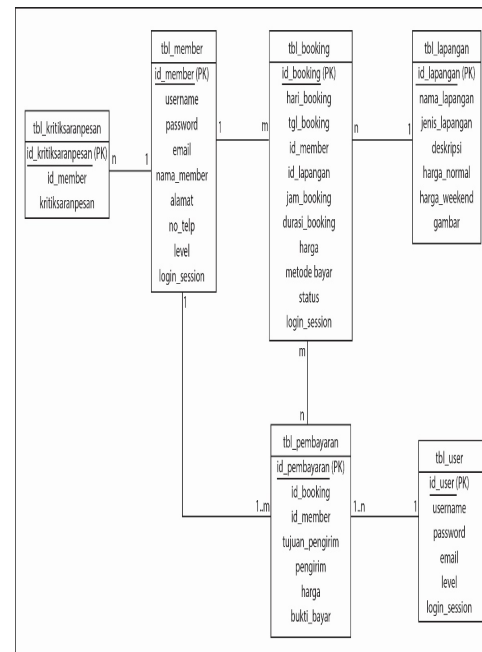 tbl_kritiksaranpesan
id_kritiksaranpesan (PK)
id_member
kritiksaranpesan
n
1
tbl_member
id_member (PK)
username
password
email
nama_member
alamat
no_telp
level
login_session
1
m
1
tbl_booking
id_booking (PK)
hari_booking
tgl_booking
id_member
id_lapangan
jam_booking
durasi_booking
harga
metode bayar
status
login_session
n
1
m
n
tbl_lapangan
id_lapangan (PK)
nama_lapangan
jenis_lapangan
deskripsi
harga_normal
harga_weekend
gambar
tbl_pembayaran
id_pembayaran (PK)
id_booking
id_member
tujuan_pengirim
pengirim
harga
bukti_bayar
1..m
1..n
1
tbl_user
id_user (PK)
username
password
email
level
login_session